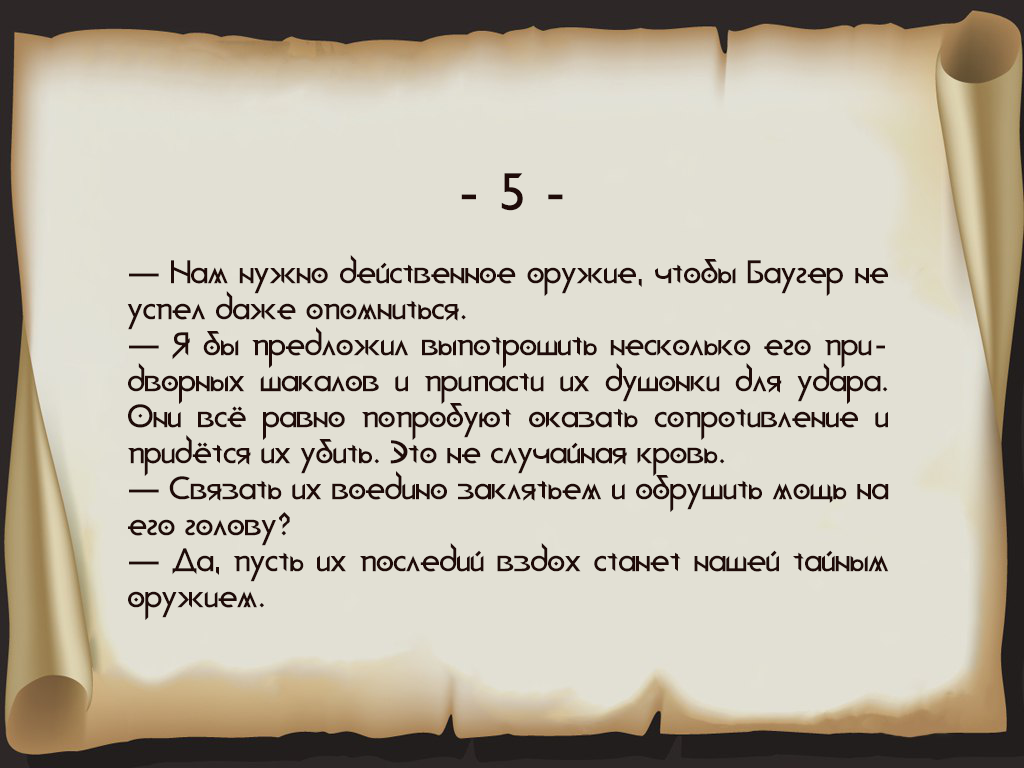 - 5 -
— Нам нужно действенное оружие, чтобы Баугер не
успел даже опомниться.
— Я бы предложил выпотрошить несколько его при-
дворных шакалов и припасти их душонки для удара.
Они всё равно попробуют оказать сопротивление и
придётся их убить. Это не случайная кровь.
— Связать их воедино заклятьем и обрушить мощь на
его голову?
— Да, пусть их последий вздох станет нашей тайным
оружием.